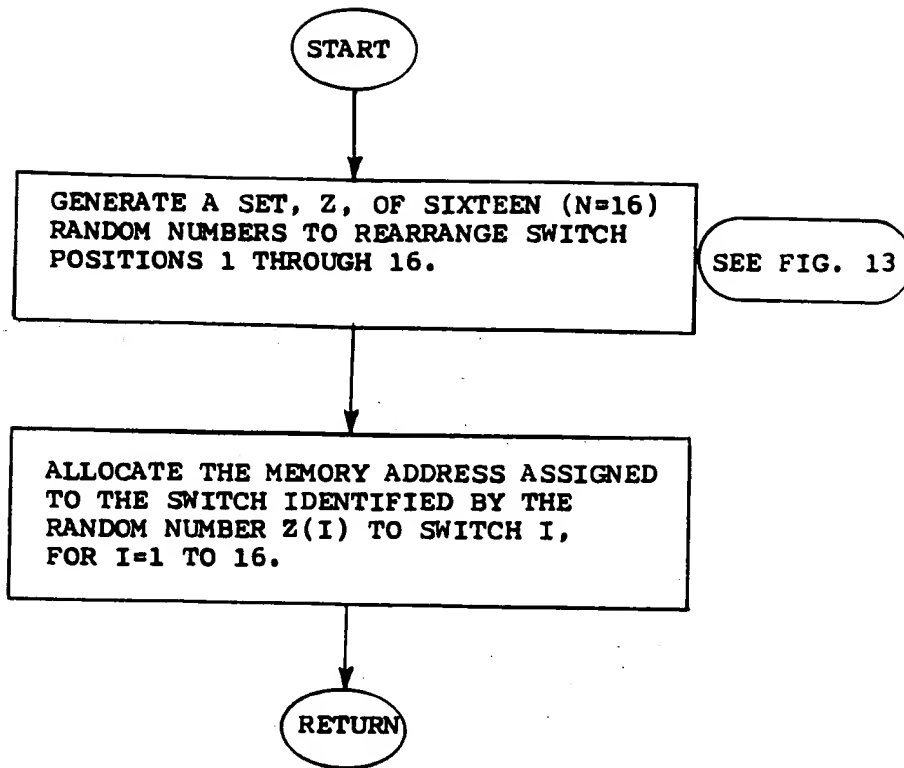 START
GENERATE A SET, Z, OF SIXTEEN (N=16)
RANDOM NUMBERS TO REARRANGE SWITCH
POSITIONS 1 THROUGH 16.
SEE FIG. 13
ALLOCATE THE MEMORY ADDRESS ASSIGNED
TO THE SWITCH IDENTIFIED BY THE
RANDOM NUMBER Z(I) TO SWITCH I,
FOR I=1 TO 16.
RETURN